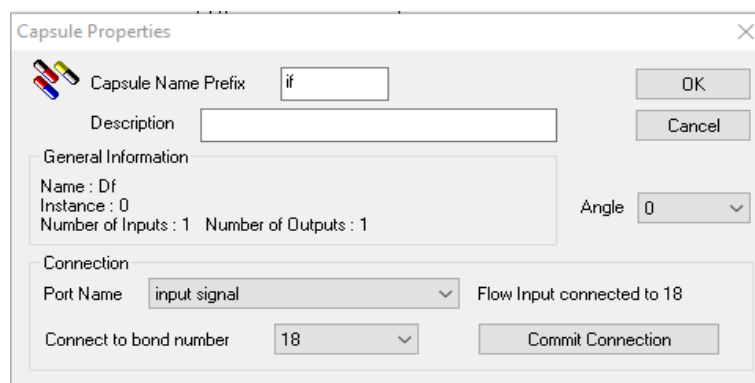 Capsule Properties
Capsule Name Prefix if OK
Description Cancel
General Information
Name : Df
Instance : 0
Number of Inputs : 1 Number of Outputs : 1
Angle 0
Connection
Port Name input signal Flow Input connected to 18
Connect to bond number 18 Commit Connection